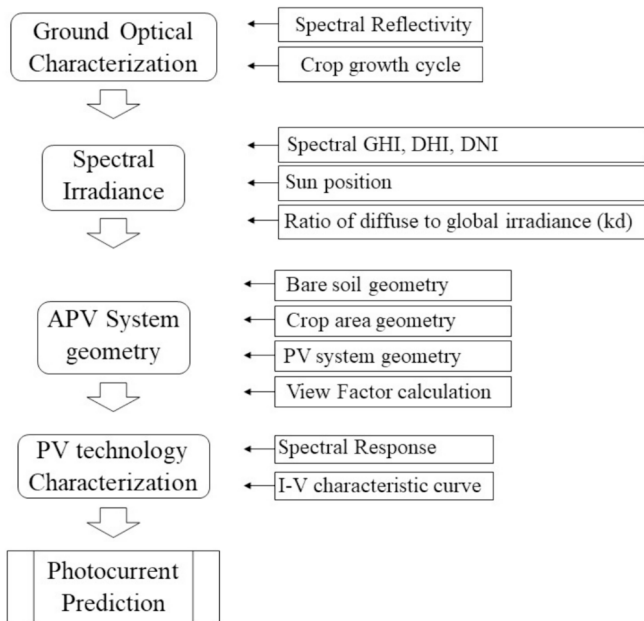 Ground Optical
Characterization
Spectral Reflectivity
Crop growth cycle
Spectral
Irradiance
Spectral GHI, DHI, DNI
Sun position
Ratio of diffuse to global irradiance (kd)
APV System
geometry
Bare soil geometry
Crop area geometry
PV system geometry
View Factor calculation
PV technology
Characterization
Spectral Response
I-V characteristic curve
Photocurrent
Prediction